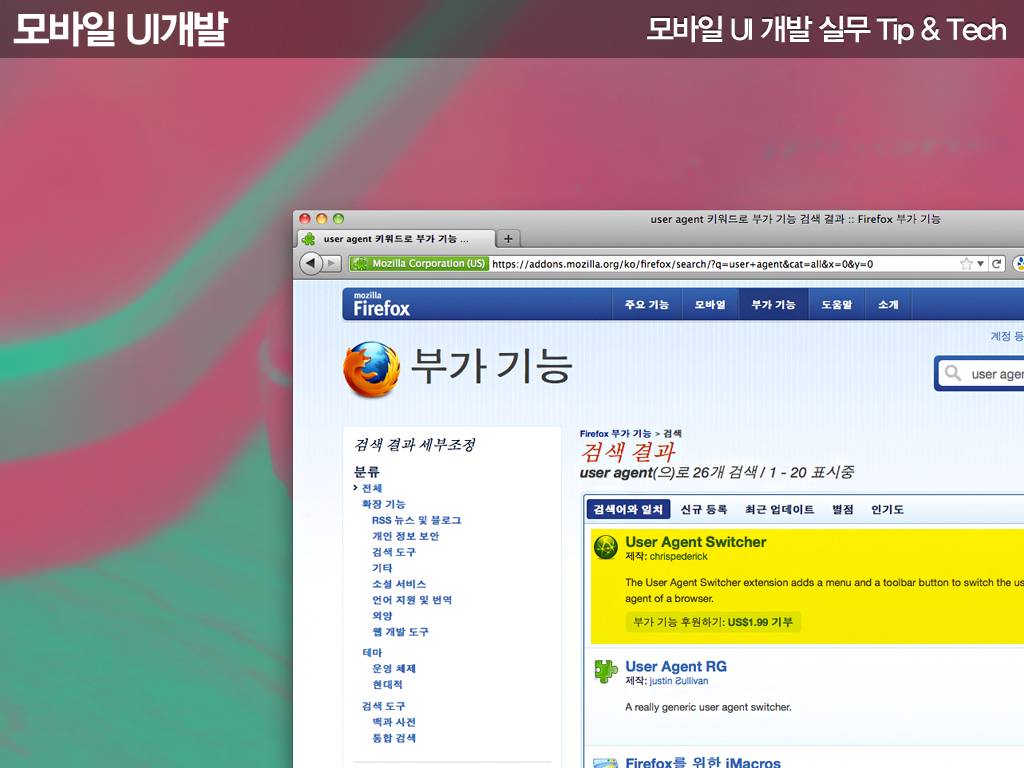 모바일 UI개발
모바일 UI 개발 실무 Tip & Tech
user agent 키워드로 부가 기능 검색 결과 :: Firefox 부가 기능
user agent 키워드로 부가 기능 ...
Mozilla Corporation (US) https://addons.mozilla.org/ko/firefox/search/?q=user+agent&cat=all&x=0&y=0
mozilla
Firefox
주요 기능 모바일 부가 기능 도움말 소개
계정 등
부가 기능
user agen
검색 결과 세부조정
분류
전체
확장 기능
RSS 뉴스 및 블로그
개인 정보 보안
검색 도구
기타
소셜 서비스
언어 지원 및 번역
외양
웹 개발 도구
테마
운영 체제
현대적
검색 도구
백과 사전
통합 검색
Firefox 부가 기능 > 검색
검색 결과
user agent(으)로 26개 검색 / 1 - 20 표시중
검색어와 일치 신규 등록 최근 업데이트 별점 인기도
User Agent Switcher
제작: chrispederick
The User Agent Switcher extension adds a menu and a toolbar button to switch the us
agent of a browser.
부가 기능 후원하기: US$1.99 기부
User Agent RG
제작: justin Sullivan
A really generic user agent switcher.
Firefox를 위한 iMacros